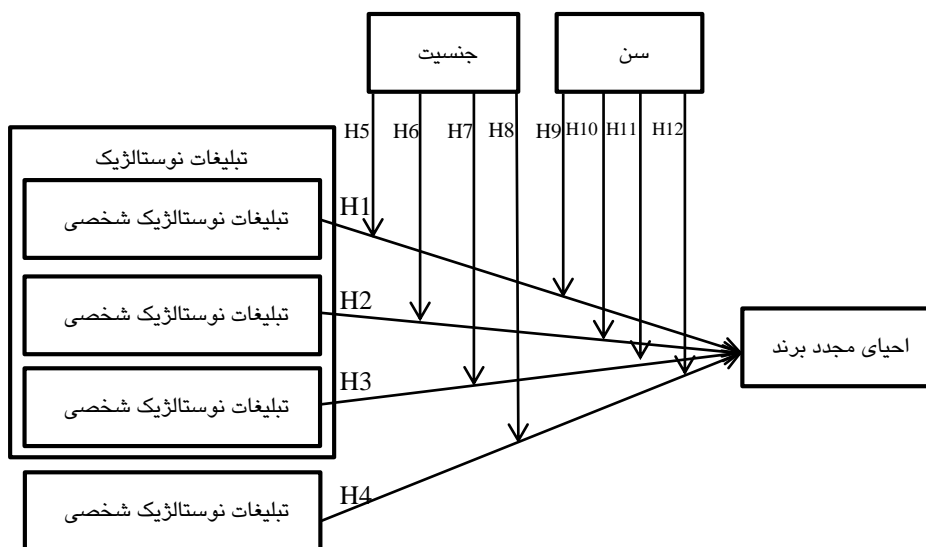 جنسیت
سن
H5
H6
H7
H8
H9
H10
H11
H12
تبلیغات نوستالژیک
تبلیغات نوستالژیک شخصی
H1
تبلیغات نوستالژیک شخصی
H2
احیای مجدد برند
تبلیغات نوستالژیک شخصی
H3
تبلیغات نوستالژیک شخصی
H4